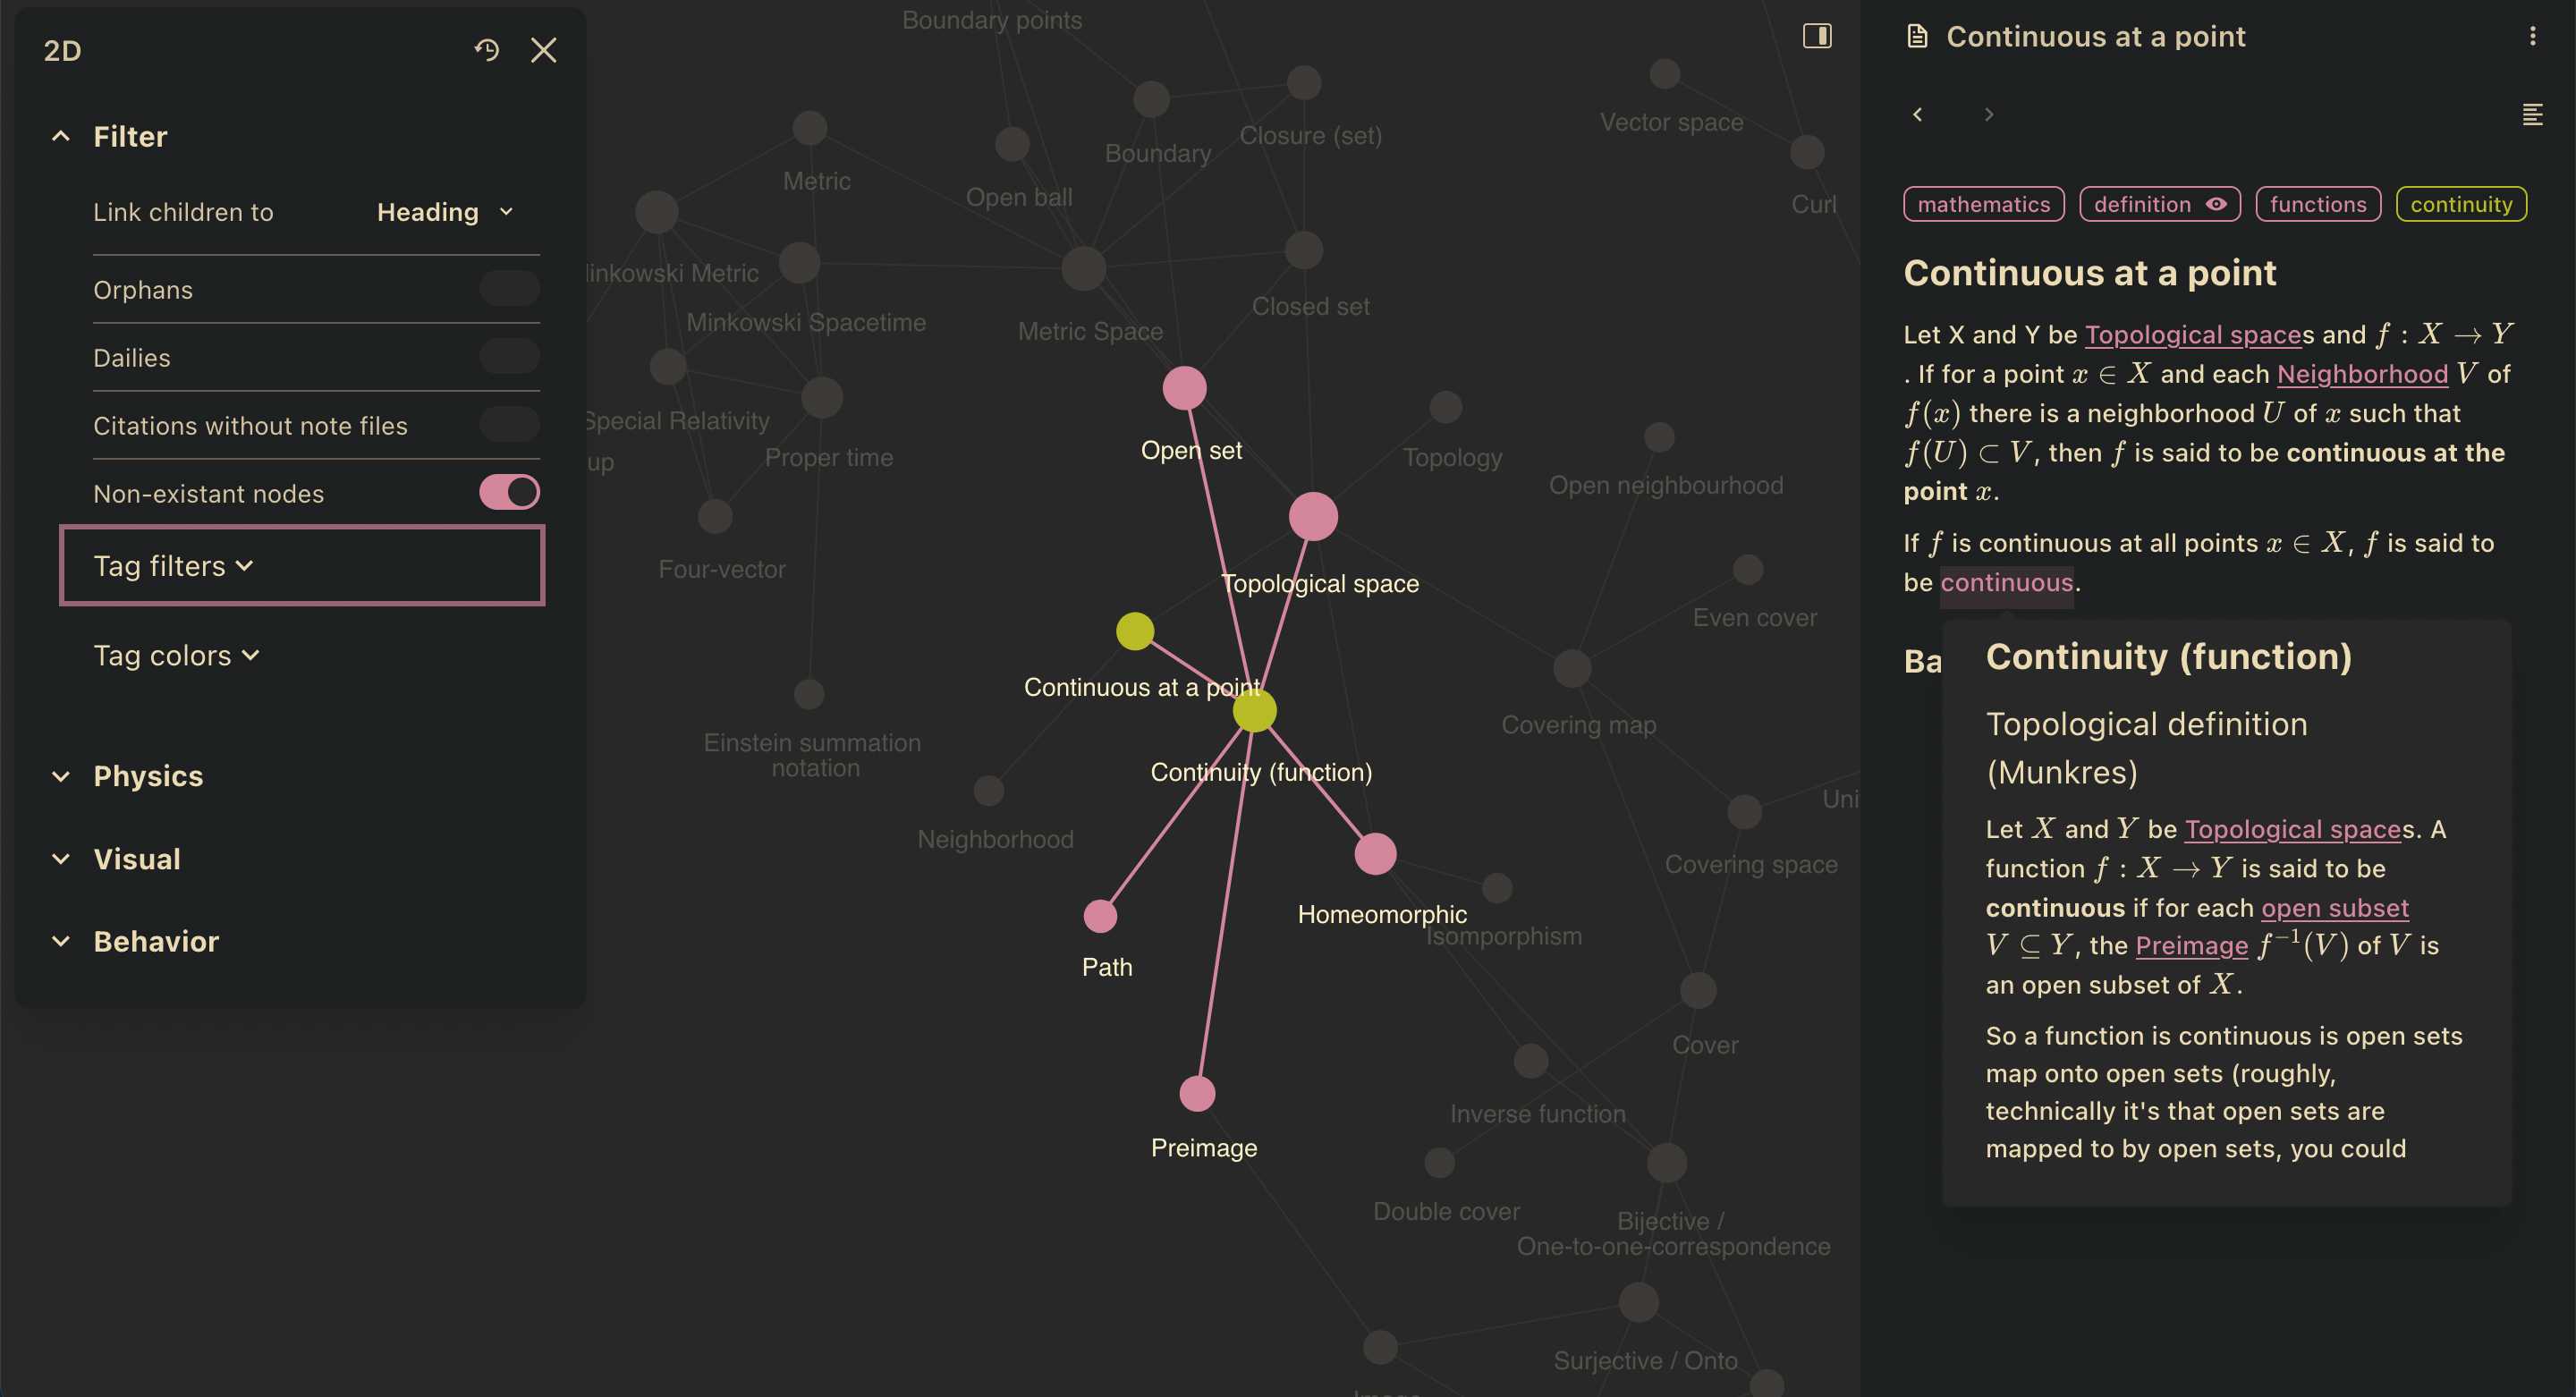 2D
Filter
Link children to Heading
Orphans
Dailies
Citations without note files
Non-existant nodes
Tag filters
Tag colors
Physics
Visual
Behavior
Boundary points
Closure (set)
Boundary
Metric
Open ball
Vector space
Curl
inkowski Metric
Minkowski Spacetime
Metric Space
Closed set
Special Relativity
up
Proper time
Open set
Topology
Open neighbourhood
Four-vector
Topological space
Even cover
Continuous at a point
Einstein summation
notation
Continuity (function)
Covering map
Uni
Neighborhood
Covering space
Homeomorphic
Isomporphism
Path
Cover
Inverse function
Preimage
Double cover
Bijective /
One-to-one-correspondence
Surjective / Onto
Continuous at a point
mathematics definition functions continuity
Continuous at a point
Let X and Y be Topological spaces and f : X → Y
. If for a point x ∈ X and each Neighborhood V of
f(x) there is a neighborhood U of x such that
f(U) ⊂ V, then f is said to be continuous at the
point x.
If f is continuous at all points x ∈ X, f is said to
be continuous.
Ba
Continuity (function)
Topological definition
(Munkres)
Let X and Y be Topological spaces. A
function f : X → Y is said to be
continuous if for each open subset
V ⊆ Y, the Preimage f⁻¹(V) of V is
an open subset of X.
So a function is continuous is open sets
map onto open sets (roughly,
technically it's that open sets are
mapped to by open sets, you could